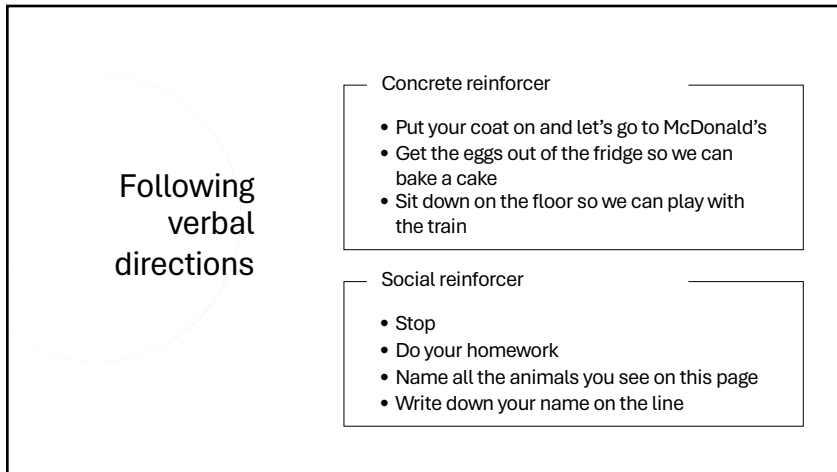 Following
verbal
directions
Concrete reinforcer
• Put your coat on and let’s go to McDonald’s
• Get the eggs out of the fridge so we can
bake a cake
• Sit down on the floor so we can play with
the train
Social reinforcer
• Stop
• Do your homework
• Name all the animals you see on this page
• Write down your name on the line